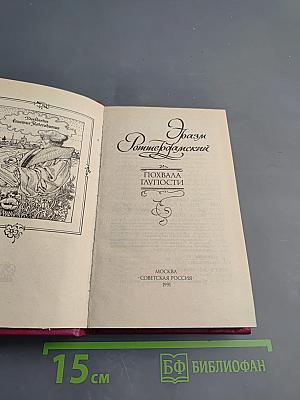 Эразм
Роттердамский
ПОХВАЛА
ГЛУПОСТИ
МОСКВА
"СОВЕТСКАЯ РОССИЯ"
1991
15 см
БФ БИБЛИОФАН